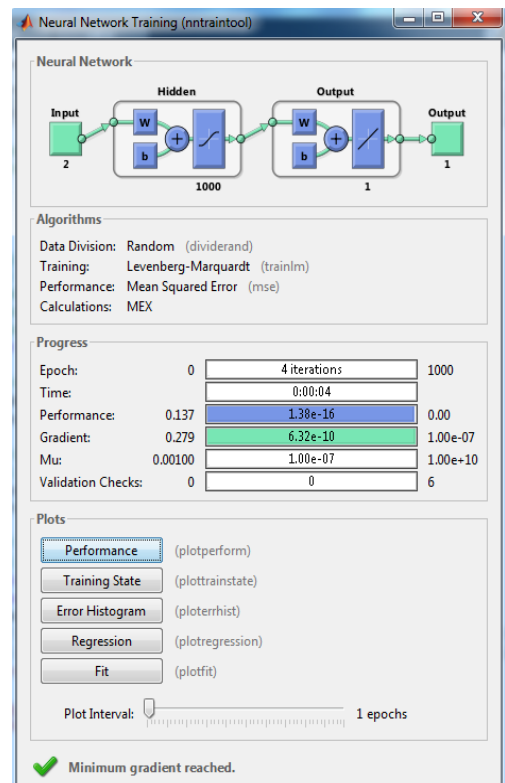 Neural Network Training (nntraintool)
Neural Network
Hidden Output
Input W b + W b + Output
2 1000 1 1
Algorithms
Data Division: Random (dividerand)
Training: Levenberg-Marquardt (trainlm)
Performance: Mean Squared Error (mse)
Calculations: MEX
Progress
Epoch: 0 4 iterations 1000
Time: 0:00:04
Performance: 0.137 1.38e-16 0.00
Gradient: 0.279 6.32e-10 1.00e-07
Mu: 0.00100 1.00e-07 1.00e+10
Validation Checks: 0 0 6
Plots
Performance (plotperform)
Training State (plottrainstate)
Error Histogram (ploterrhist)
Regression (plotregression)
Fit (plotfit)
Plot Interval: 1 epochs
Minimum gradient reached.